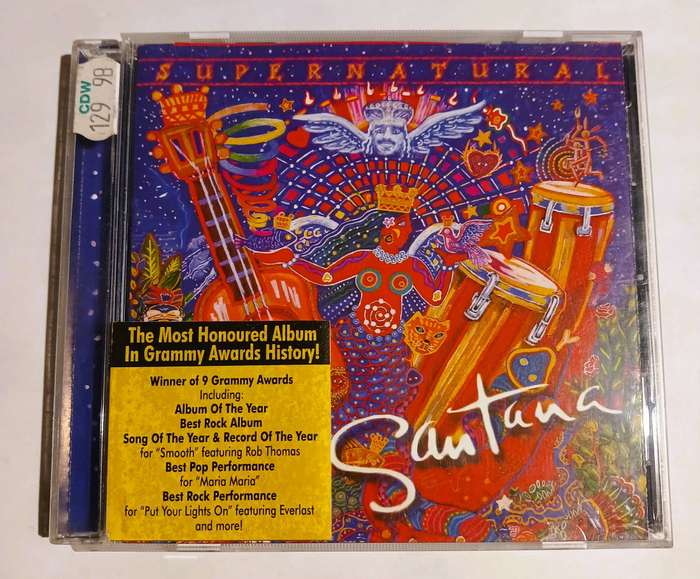 SUPERNATURAL
CDW
129 98
The Most Honoured Album
In Grammy Awards History!
Winner of 9 Grammy Awards
Including:
Album Of The Year
Best Rock Album
Song Of The Year & Record Of The Year
for "Smooth" featuring Rob Thomas
Best Pop Performance
for "Maria Maria"
Best Rock Performance
for "Put Your Lights On" featuring Everlast
and more!
Santana